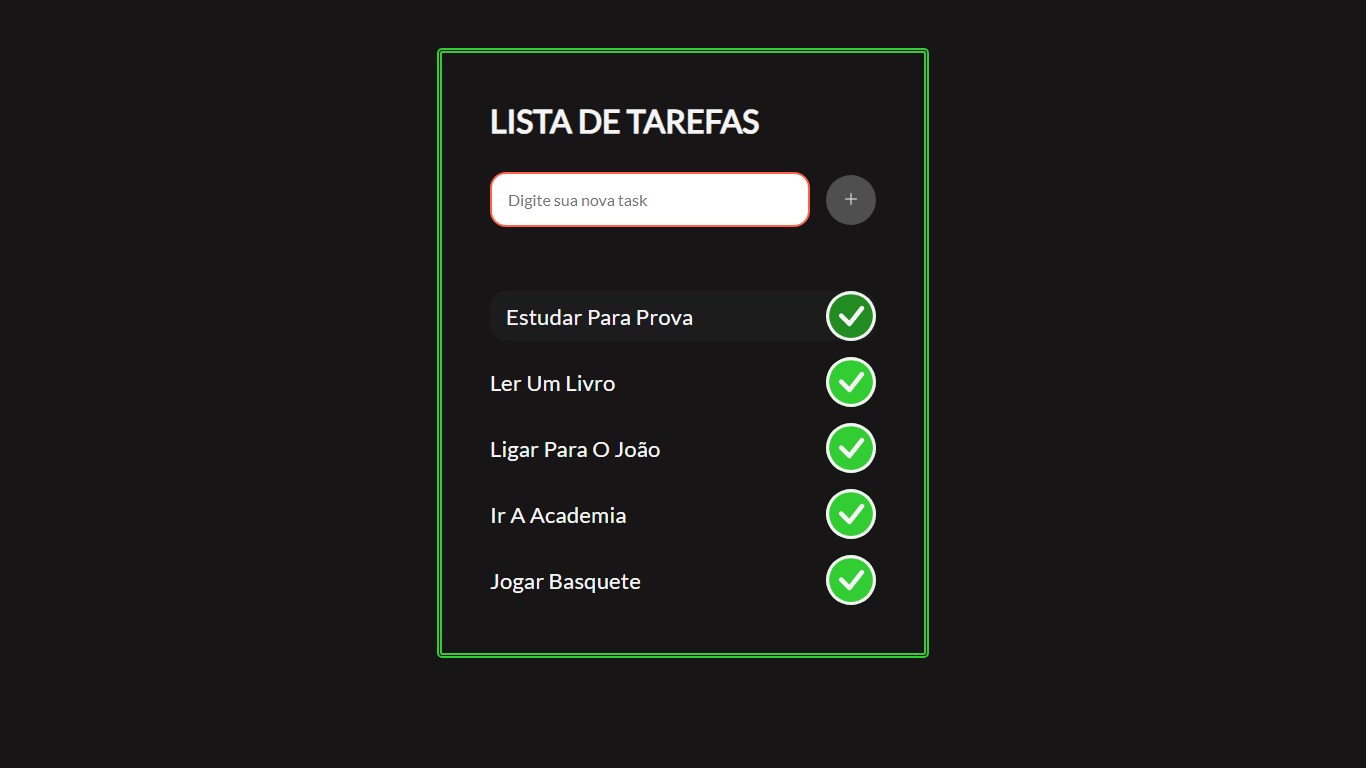 LISTA DE TAREFAS
Digite sua nova task
+
Estudar Para Prova
Ler Um Livro
Ligar Para O João
Ir A Academia
Jogar Basquete